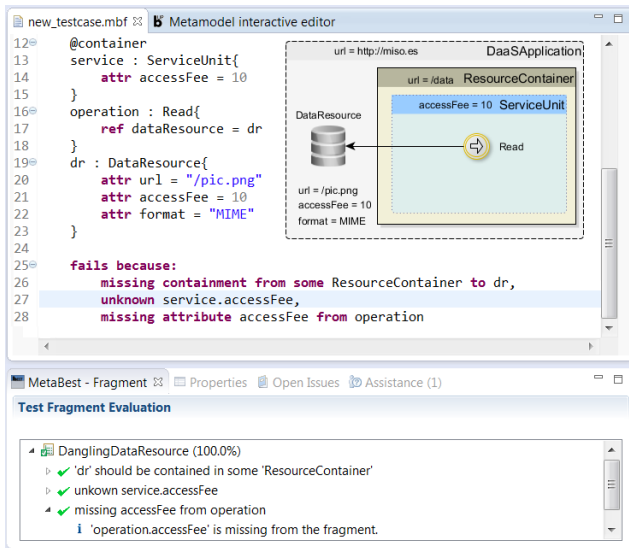 new_testcase.mbf Metamodel interactive editor
12 @container
13 service : ServiceUnit{
14 attr accessFee = 10
15 }
16 operation : Read{
17 ref dataResource = dr
18 }
19 dr : DataResource{
20 attr url = "/pic.png"
21 attr accessFee = 10
22 attr format = "MIME"
23 }
24
25 fails because:
26 missing containment from some ResourceContainer to dr,
27 unknown service.accessFee,
28 missing attribute accessFee from operation
url = http://miso.es DaaSApplication
url = /data ResourceContainer
accessFee = 10 ServiceUnit
DataResource
Read
url = /pic.png
accessFee = 10
format = MIME
MetaBest - Fragment Properties Open Issues Assistance (1)
Test Fragment Evaluation
DanglingDataResource (100.0%)
'dr' should be contained in some 'ResourceContainer'
unkown service.accessFee
missing accessFee from operation
'operation.accessFee' is missing from the fragment.